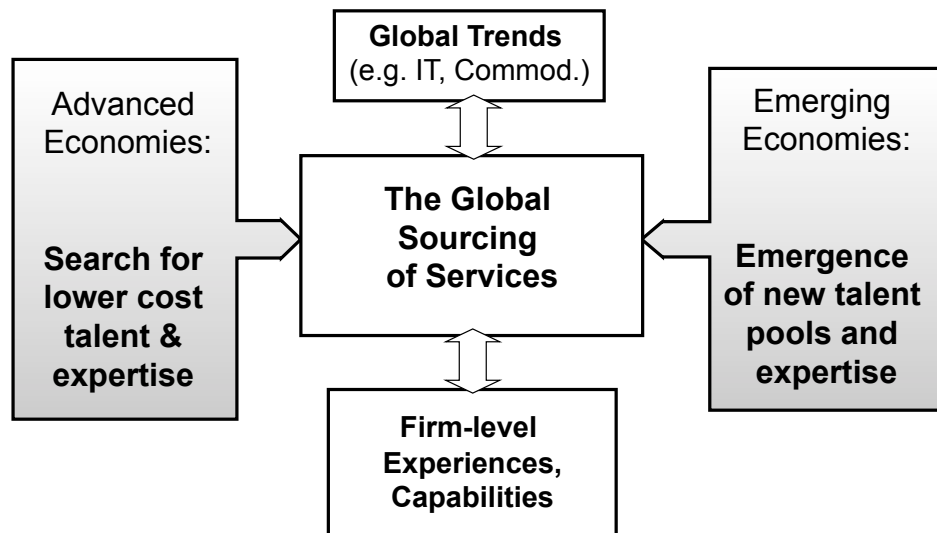 Global Trends
(e.g. IT, Commod.)
Advanced
Economies:
Search for
lower cost
talent &
expertise
The Global
Sourcing
of Services
Emerging
Economies:
Emergence
of new talent
pools and
expertise
Firm-level
Experiences,
Capabilities